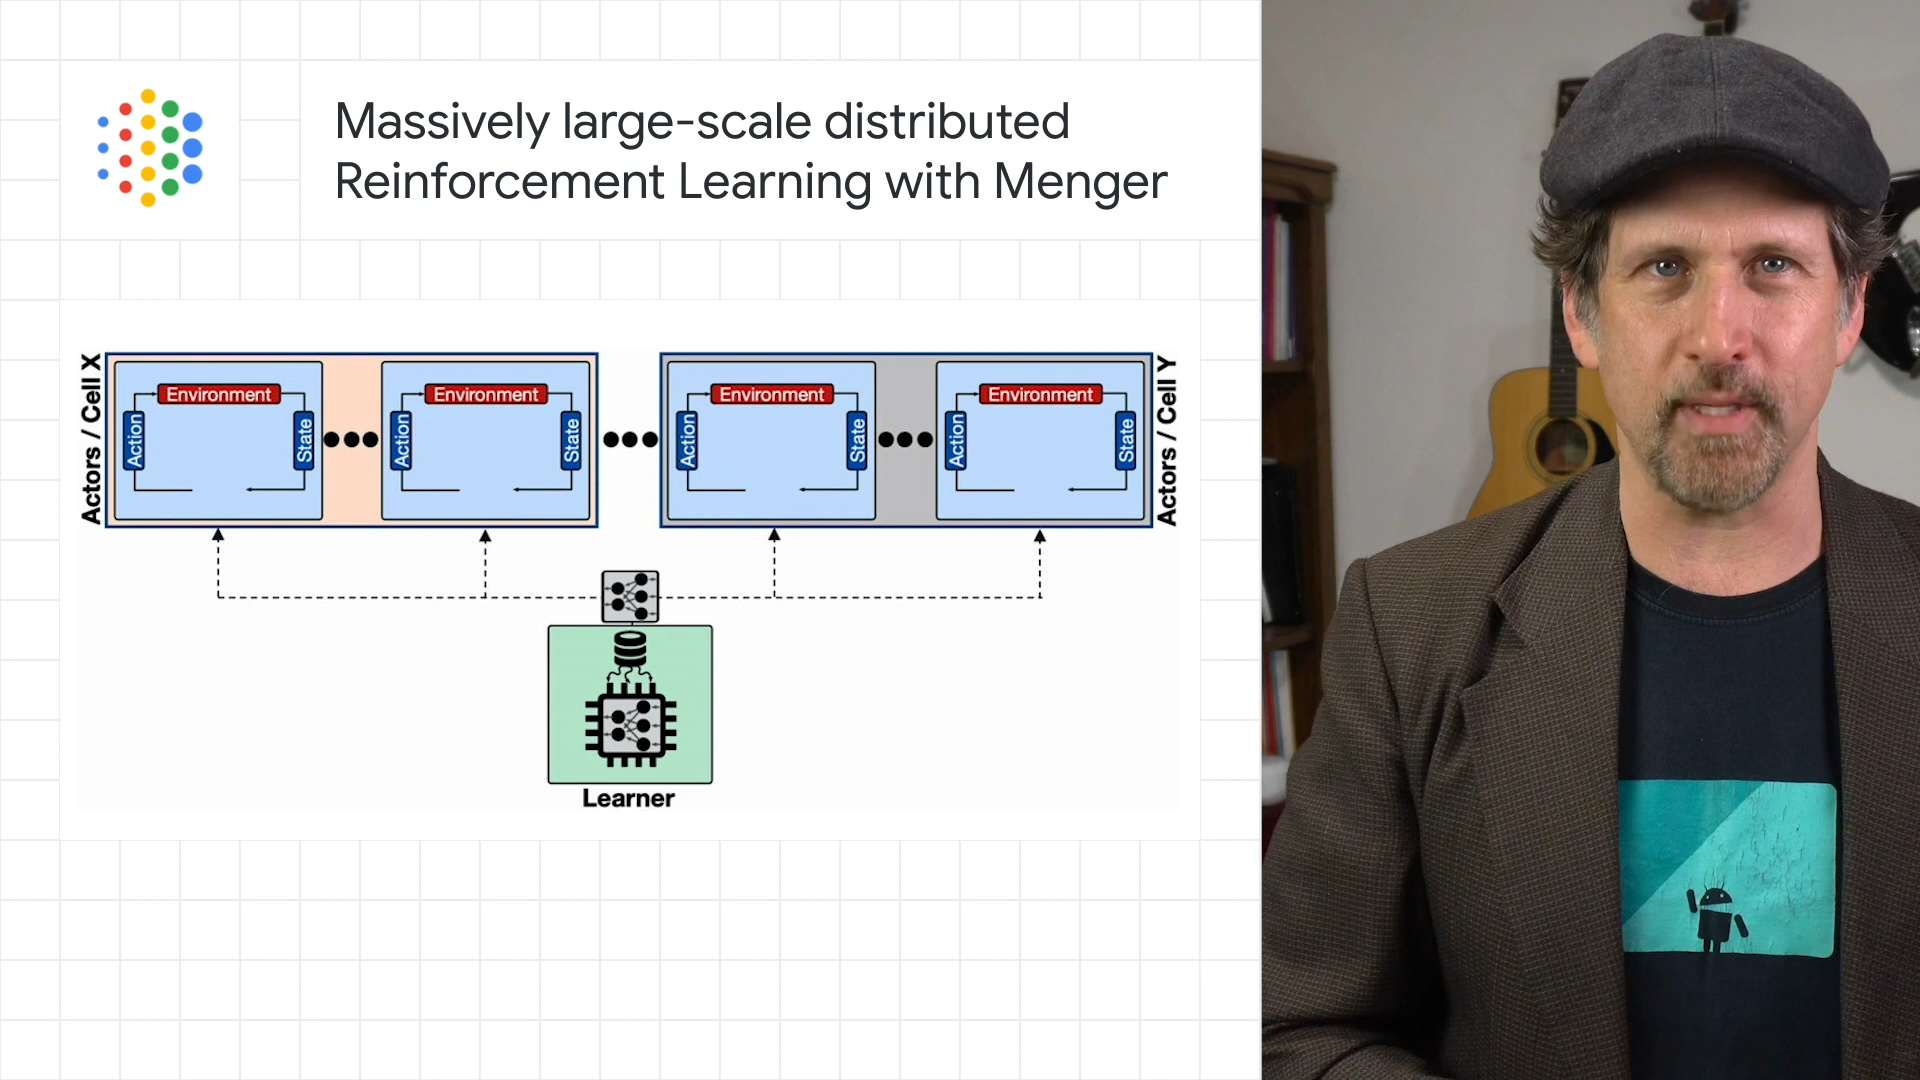 Massively large-scale distributed
Reinforcement Learning with Menger
Actors / Cell X
Environment
Action
State
Environment
Action
State
Environment
Action
State
Environment
Action
State
Actors / Cell Y
Learner